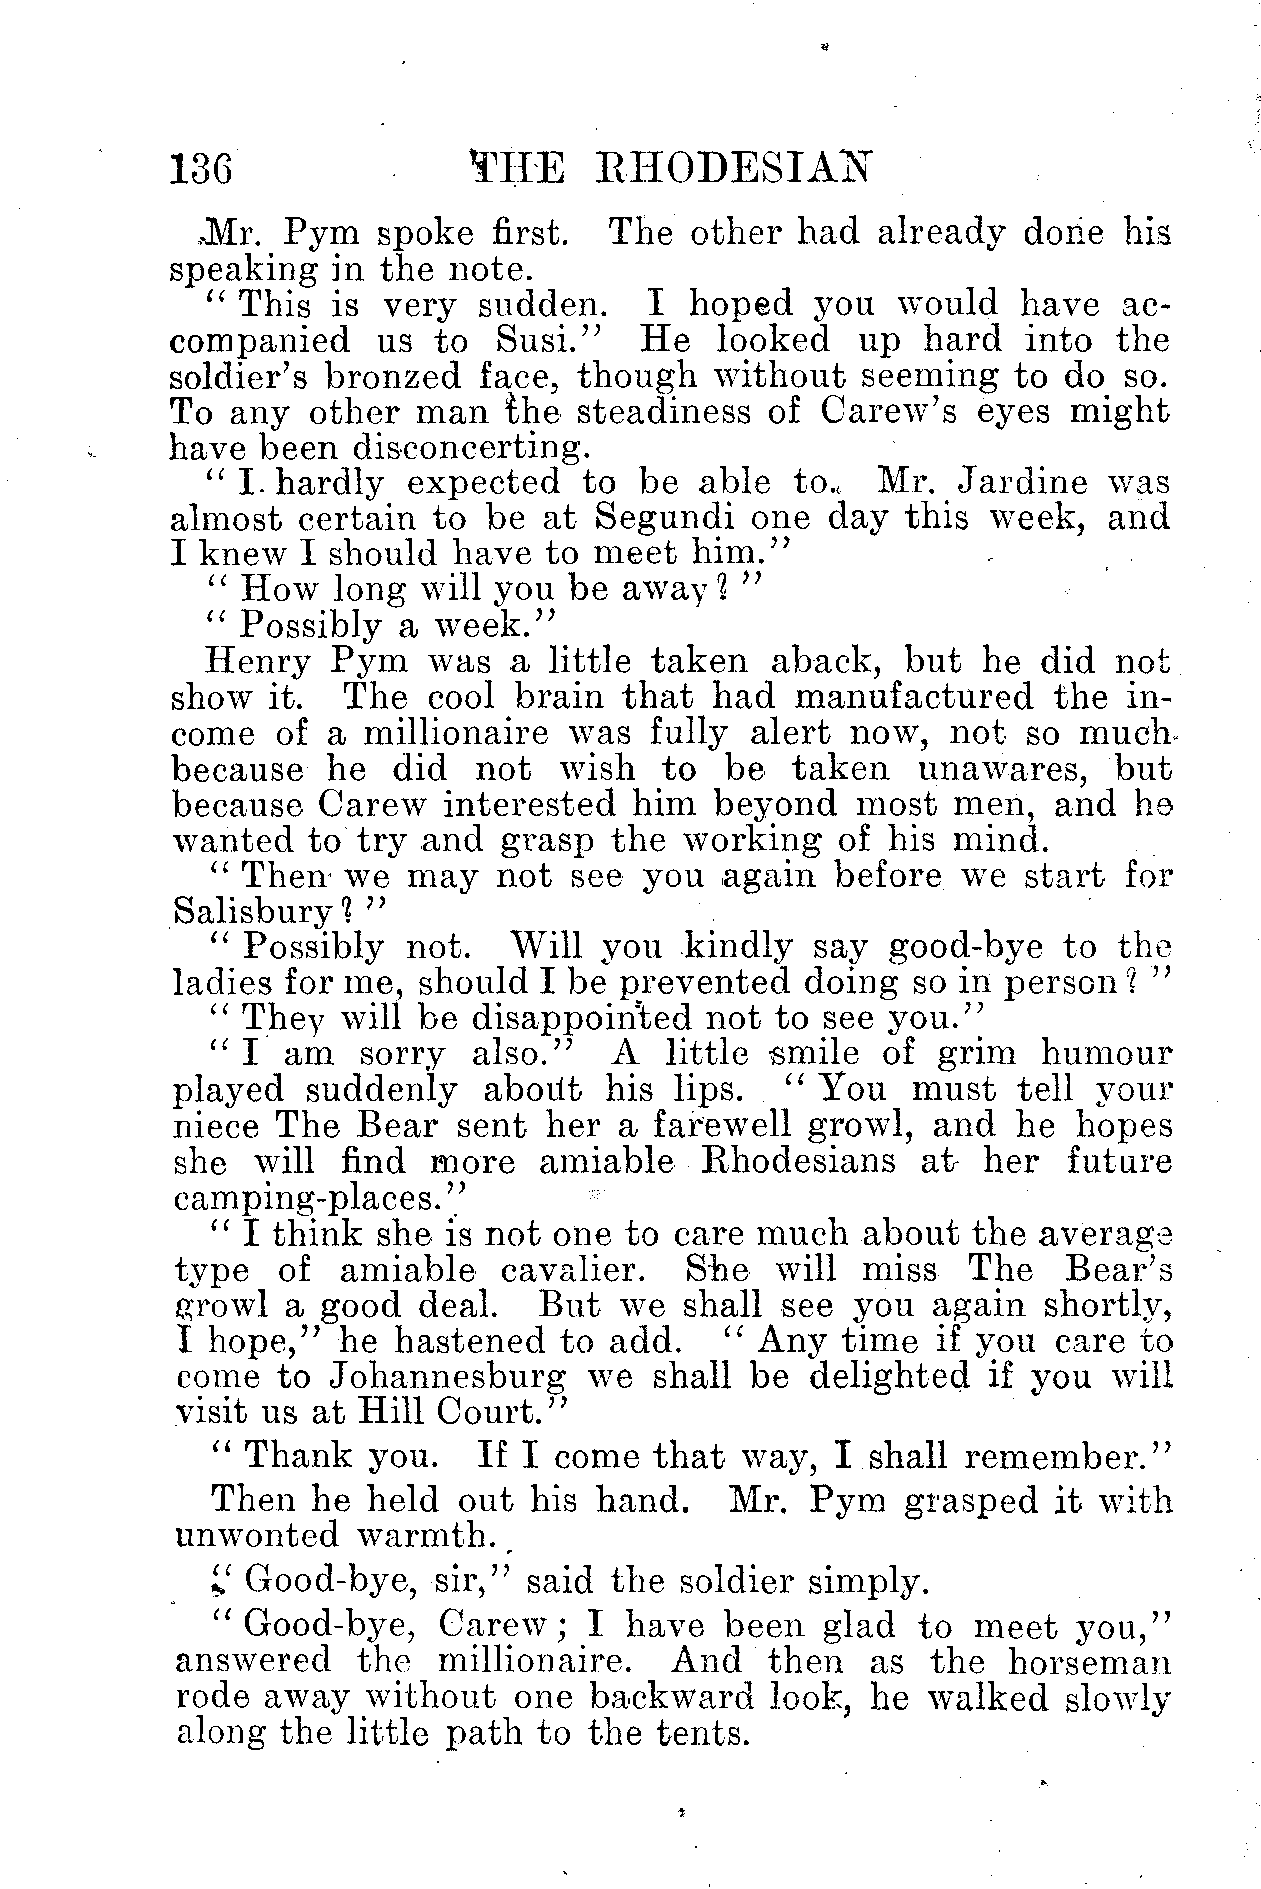 136 THE RHODESIAN
Mr. Pym spoke first. The other had already done his
speaking in the note.
" This is very sudden. I hoped you would have ac-
companied us to Susi." He looked up hard into the
soldier's bronzed face, though without seeming to do so.
To any other man the steadiness of Carew's eyes might
have been disconcerting.
" I hardly expected to be able to. Mr. Jardine was
almost certain to be at Segundi one day this week, and
I knew I should have to meet him."
" How long will you be away ? "
" Possibly a week."
Henry Pym was a little taken aback, but he did not
show it. The cool brain that had manufactured the in-
come of a millionaire was fully alert now, not so much
because he did not wish to be taken unawares, but
because Carew interested him beyond most men, and he
wanted to try and grasp the working of his mind.
" Then we may not see you again before we start for
Salisbury ? "
" Possibly not. Will you kindly say good-bye to the
ladies for me, should I be prevented doing so in person ? "
" They will be disappointed not to see you."
" I am sorry also." A little smile of grim humour
played suddenly about his lips. " You must tell your
niece The Bear sent her a farewell growl, and he hopes
she will find more amiable Rhodesians at her future
camping-places."
" I think she is not one to care much about the average
type of amiable cavalier. She will miss The Bear's
growl a good deal. But we shall see you again shortly,
I hope," he hastened to add. " Any time if you care to
come to Johannesburg we shall be delighted if you will
visit us at Hill Court."
" Thank you. If I come that way, I shall remember."
Then he held out his hand. Mr. Pym grasped it with
unwonted warmth.
" Good-bye, sir," said the soldier simply.
" Good-bye, Carew ; I have been glad to meet you,"
answered the millionaire. And then as the horseman
rode away without one backward look, he walked slowly
along the little path to the tents.